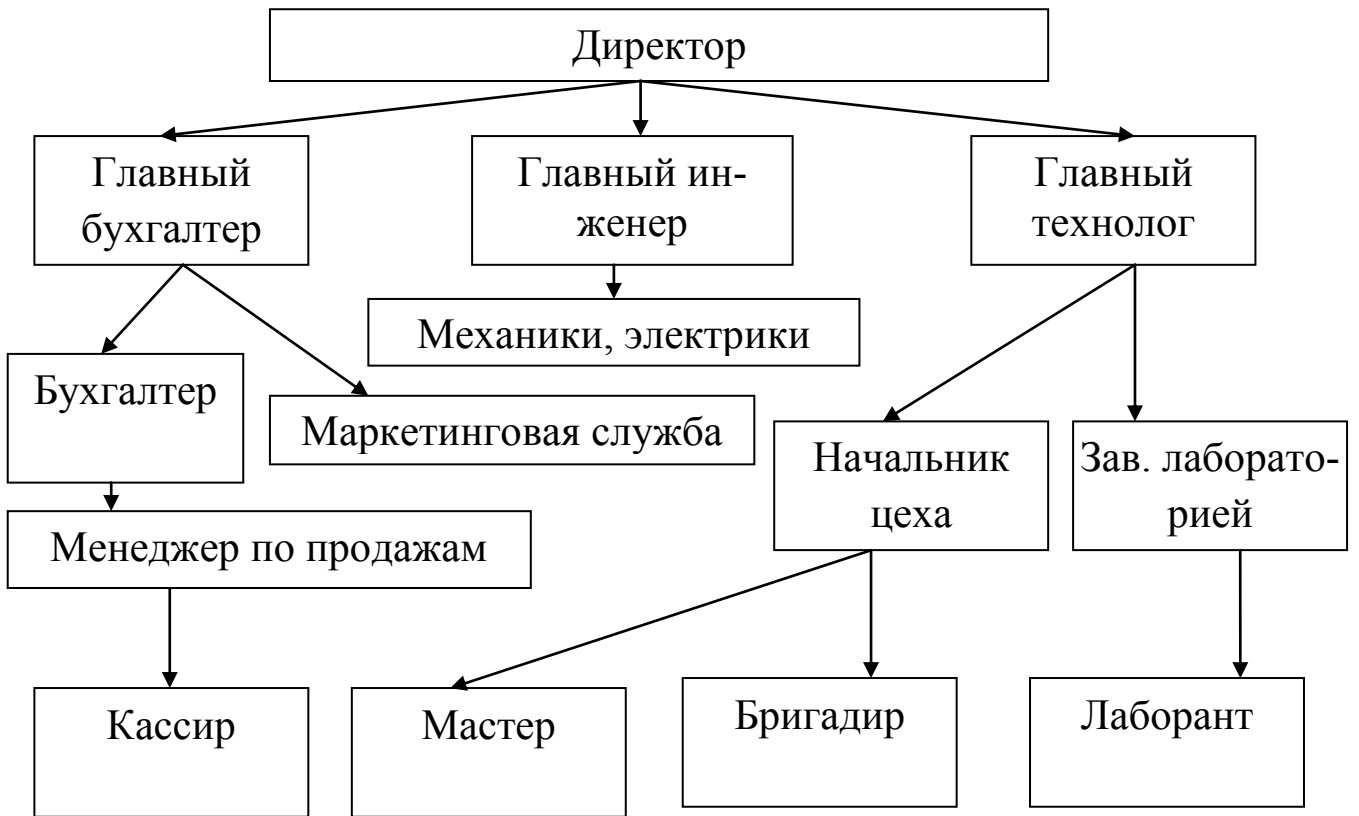 Директор
Главный
бухгалтер
Главный ин-
женер
Главный
технолог
Механики, электрики
Бухгалтер
Маркетинговая служба
Начальник
цеха
Зав. лаборато-
рией
Менеджер по продажам
Кассир
Мастер
Бригадир
Лаборант